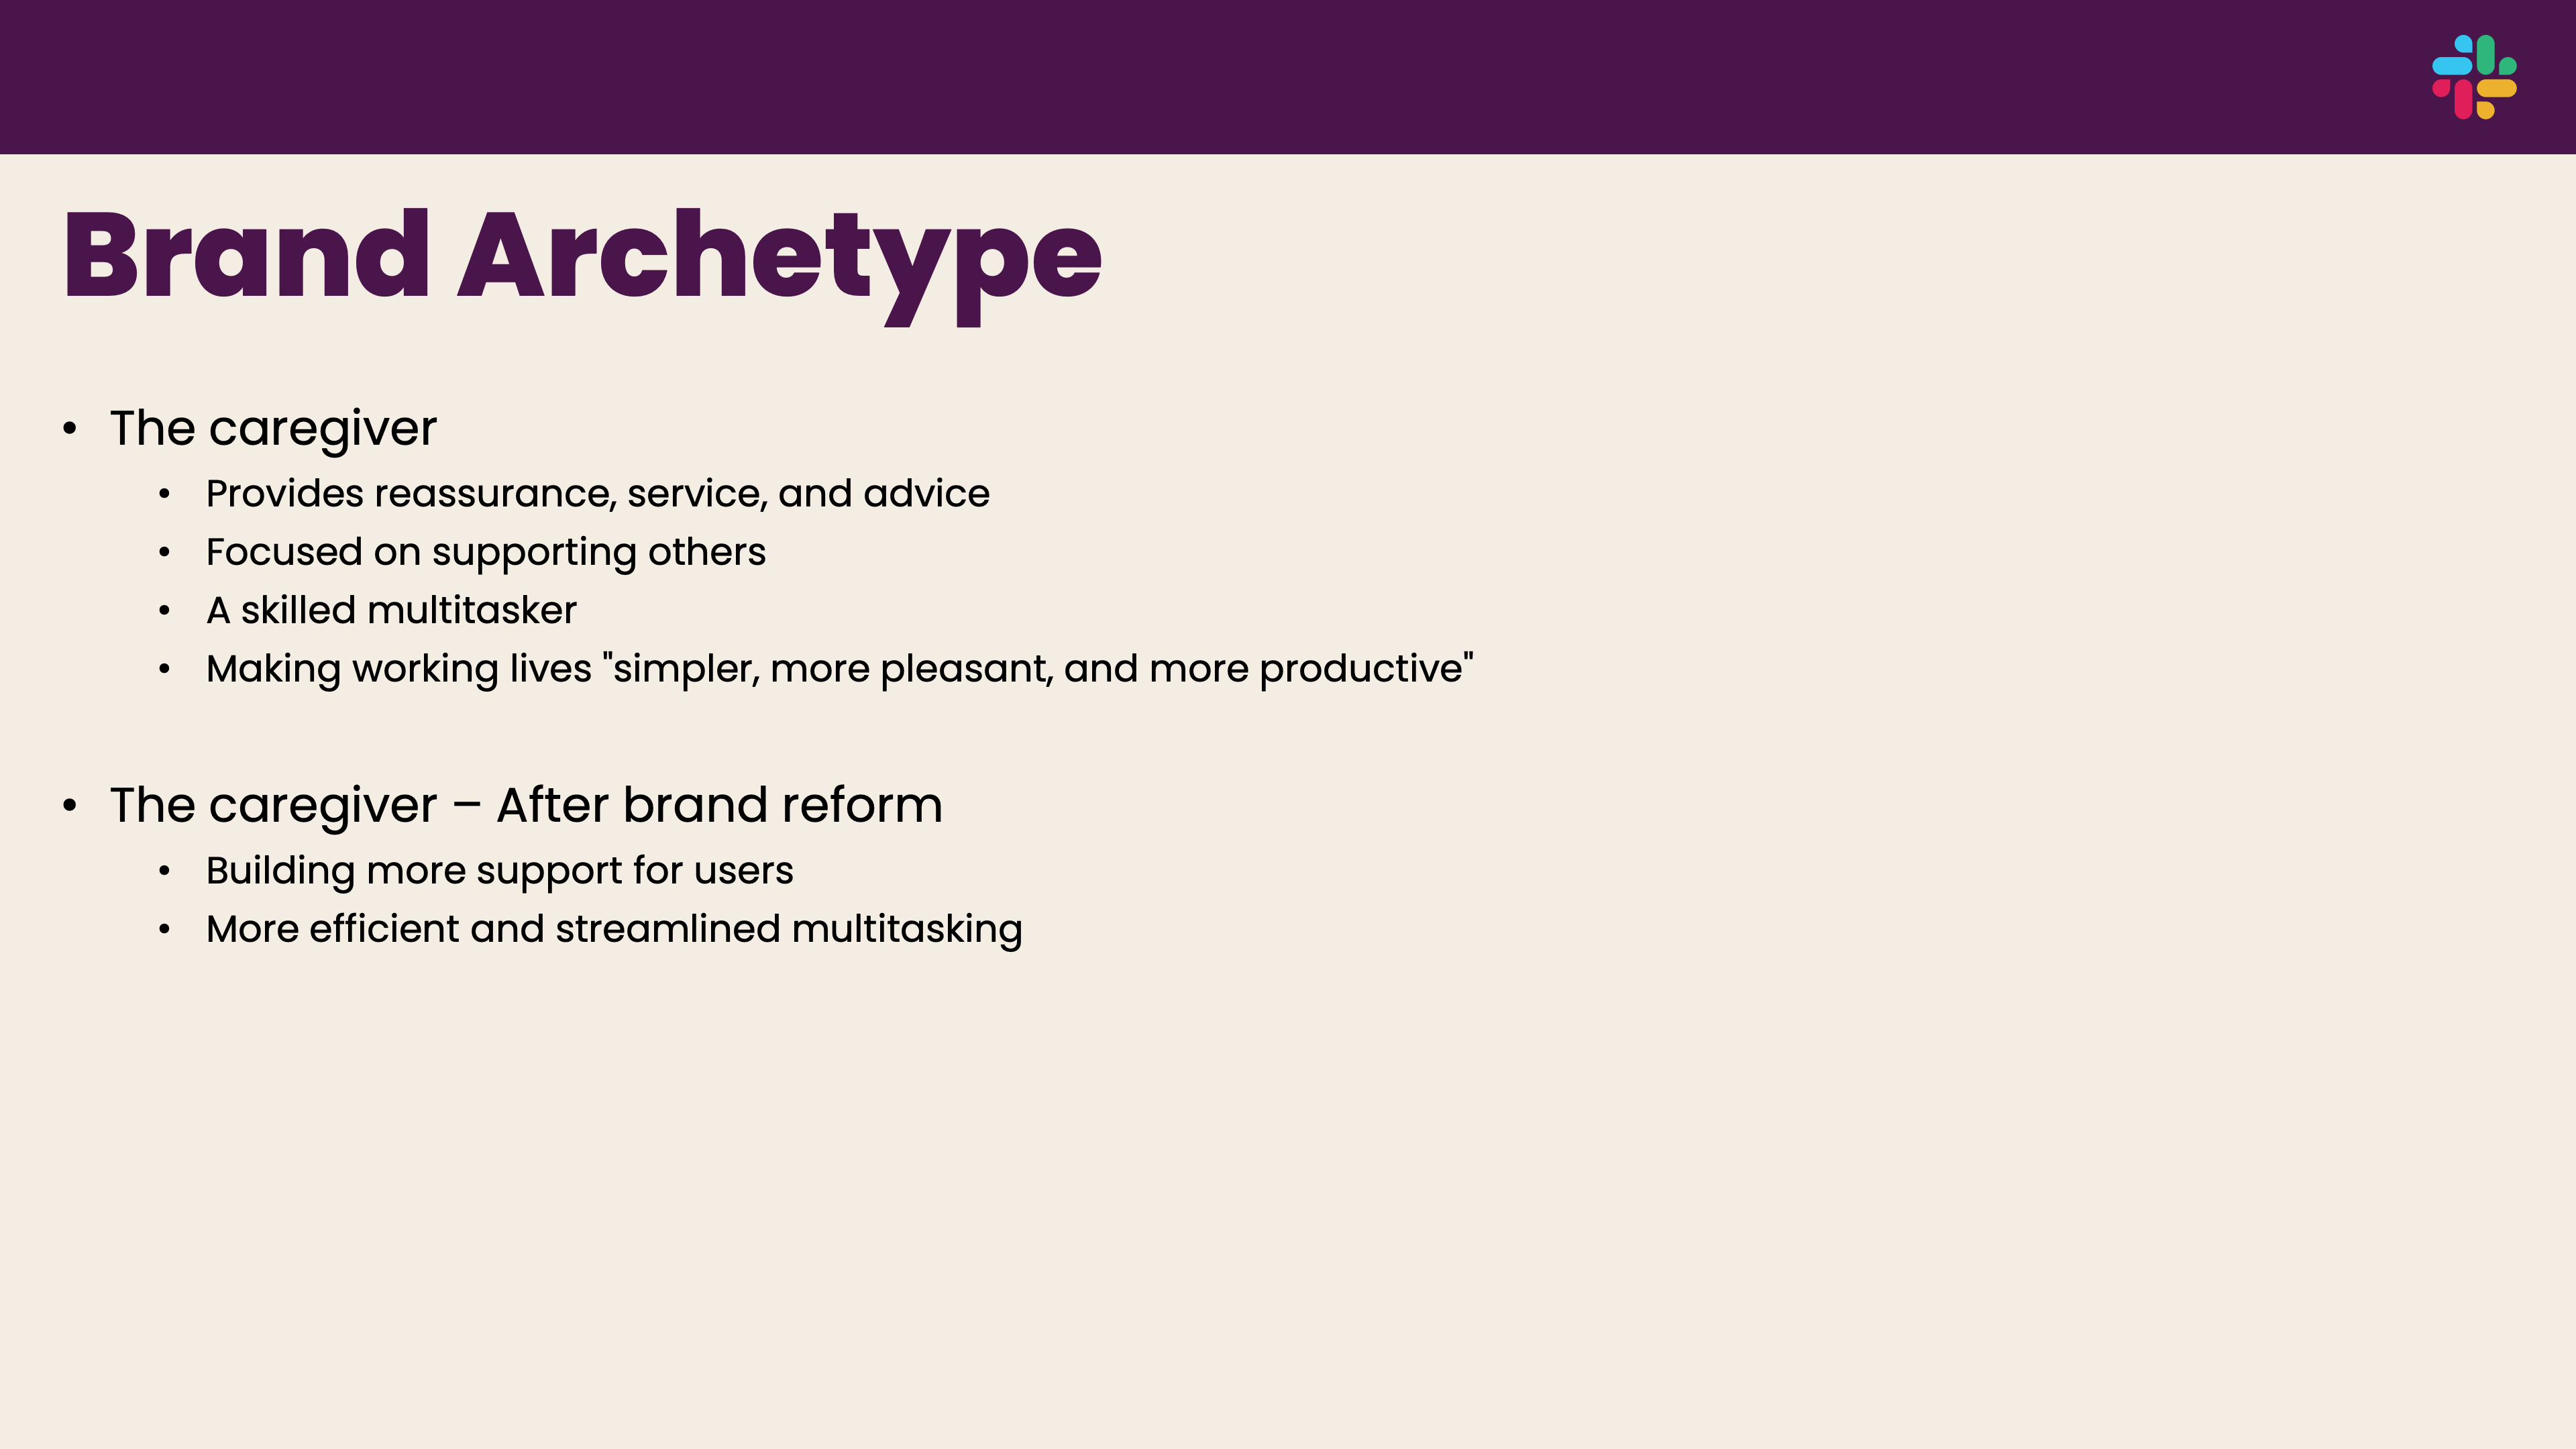 Brand Archetype
• The caregiver
• Provides reassurance, service, and advice
• Focused on supporting others
• A skilled multitasker
• Making working lives "simpler, more pleasant, and more productive"
• The caregiver – After brand reform
• Building more support for users
• More efficient and streamlined multitasking